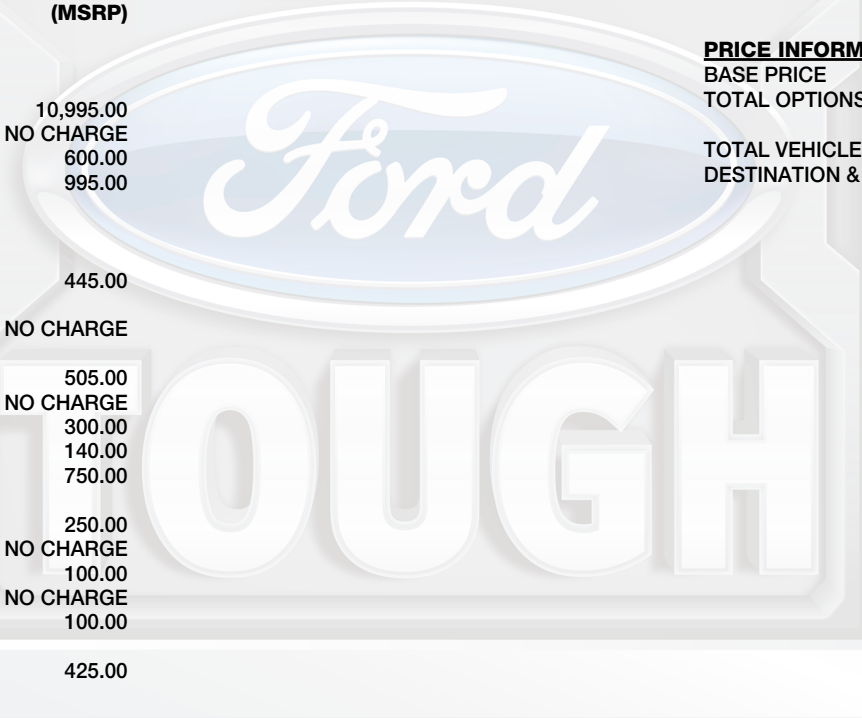 (MSRP)
10,995.00
NO CHARGE
600.00
995.00
445.00
NO CHARGE
505.00
NO CHARGE
300.00
140.00
750.00
250.00
NO CHARGE
100.00
NO CHARGE
100.00
425.00
PRICE INFORM
BASE PRICE
TOTAL OPTIONS
TOTAL VEHICLE
DESTINATION &
Ford
TOUGH